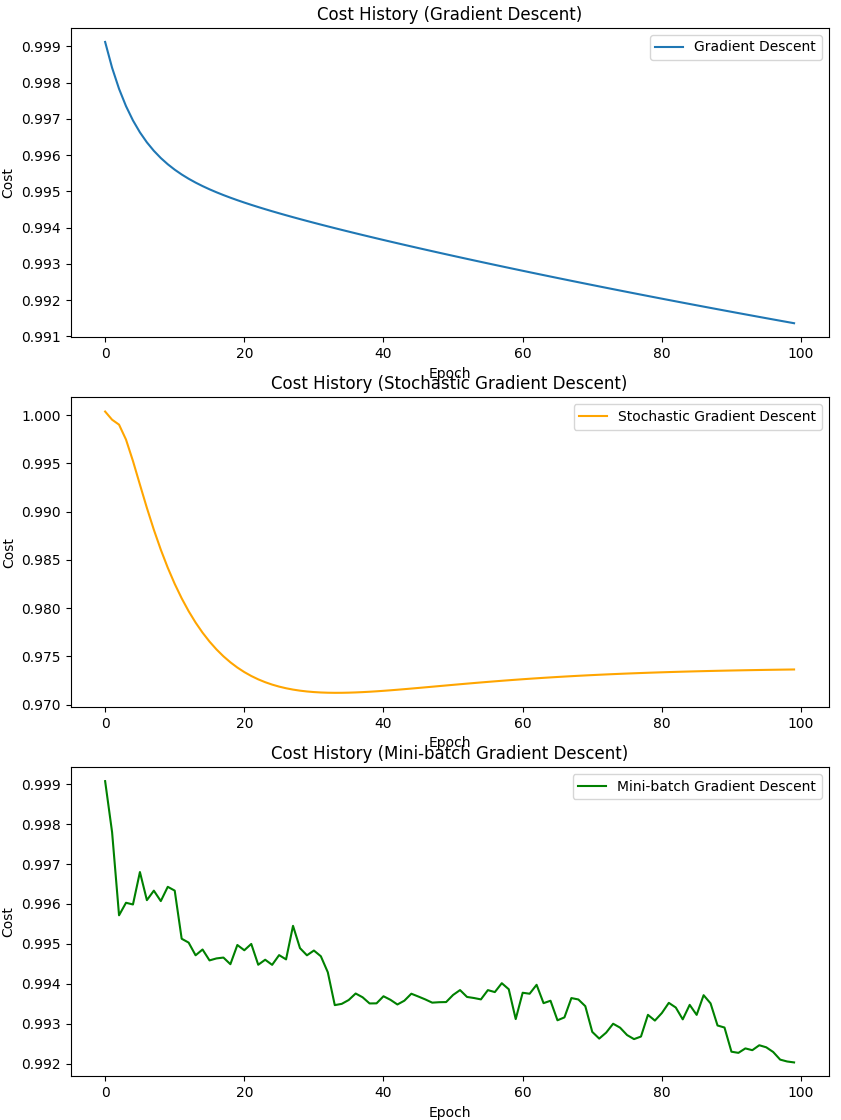 Cost History (Gradient Descent)
Gradient Descent
0.999
0.998
0.997
0.996
0.995
0.994
0.993
0.992
0.991
Cost
0 20 40 60 80 100
Epoch
Cost History (Stochastic Gradient Descent)
Stochastic Gradient Descent
1.000
0.995
0.990
0.985
0.980
0.975
0.970
Cost
0 20 40 60 80 100
Epoch
Cost History (Mini-batch Gradient Descent)
Mini-batch Gradient Descent
0.999
0.998
0.997
0.996
0.995
0.994
0.993
0.992
Cost
0 20 40 60 80 100
Epoch